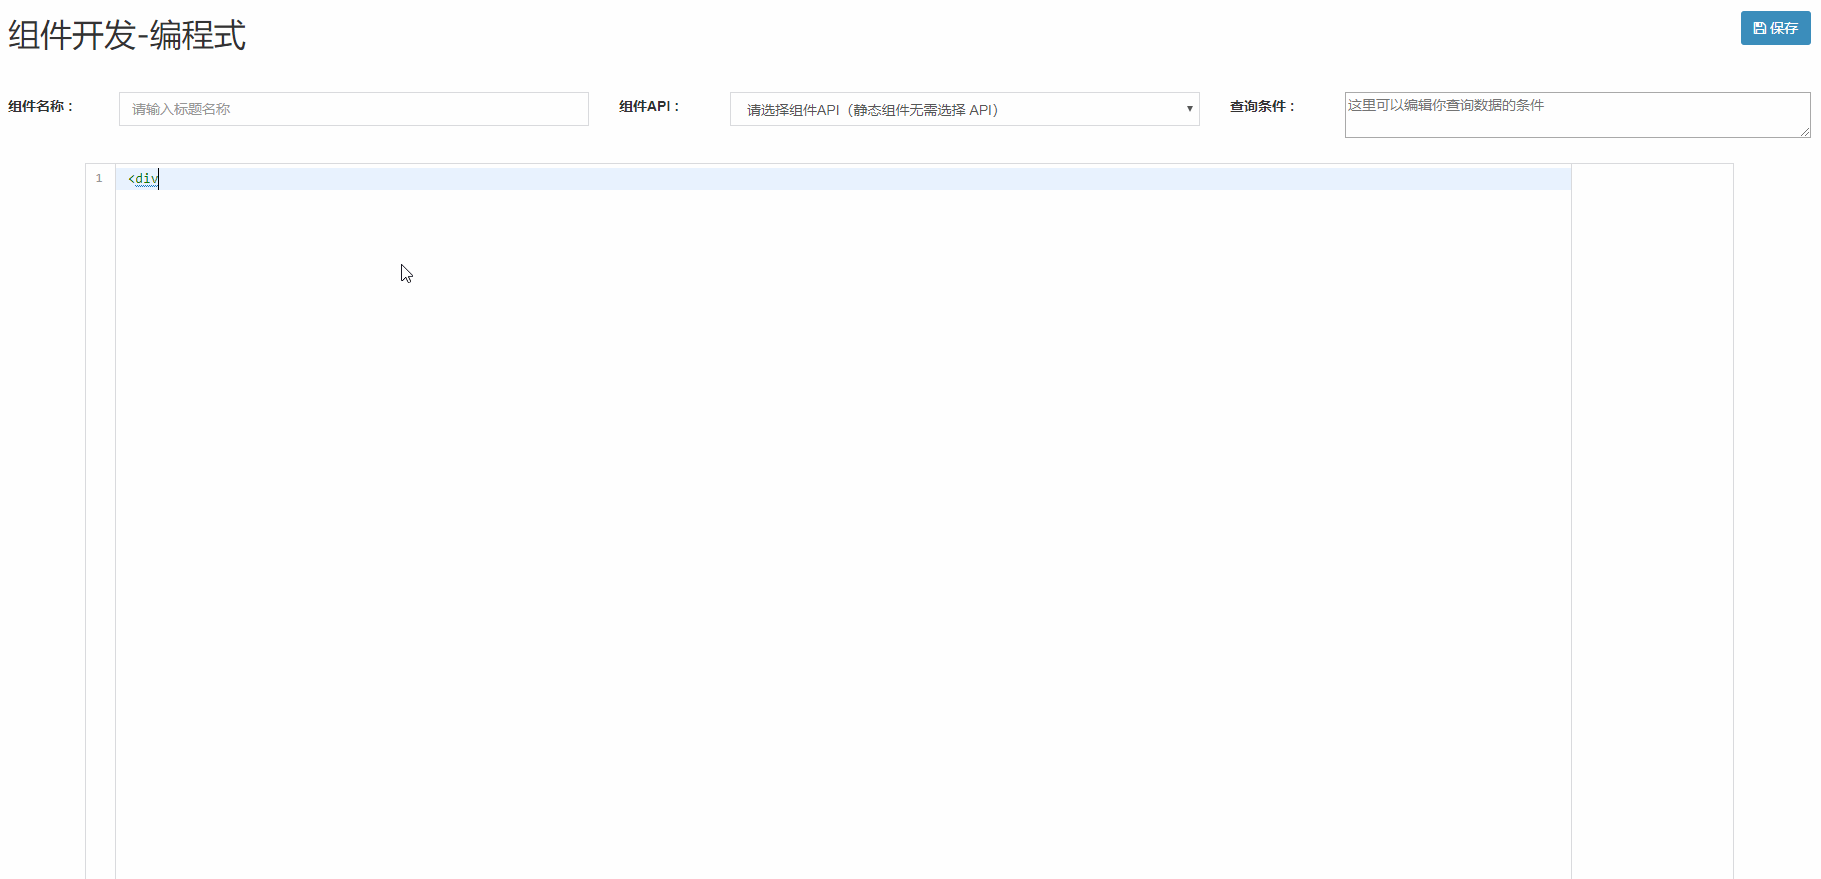 组件开发-编程式
保存
组件名称：
请输入标题名称
组件API：
请选择组件API（静态组件无需选择 API）
查询条件：
这里可以编辑你查询数据的条件
1
<div